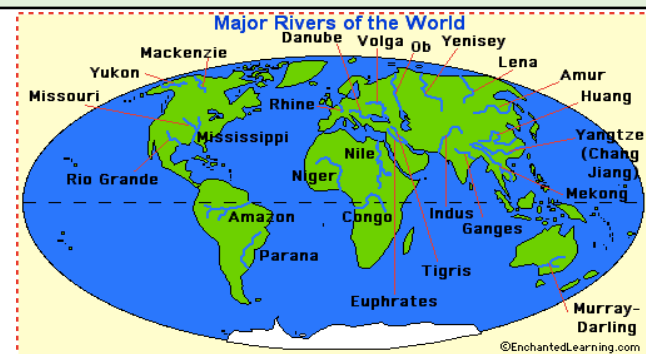 Major Rivers of the World
Danube
Volga
Ob
Yenisey
Mackenzie
Lena
Yukon
Amur
Missouri
Rhine
Huang
Mississippi
Yangtze
(Chang
Jiang)
Nile
Niger
Rio Grande
Mekong
Amazon
Congo
Indus
Ganges
Parana
Tigris
Euphrates
Murray-
Darling
©EnchantedLearning.com